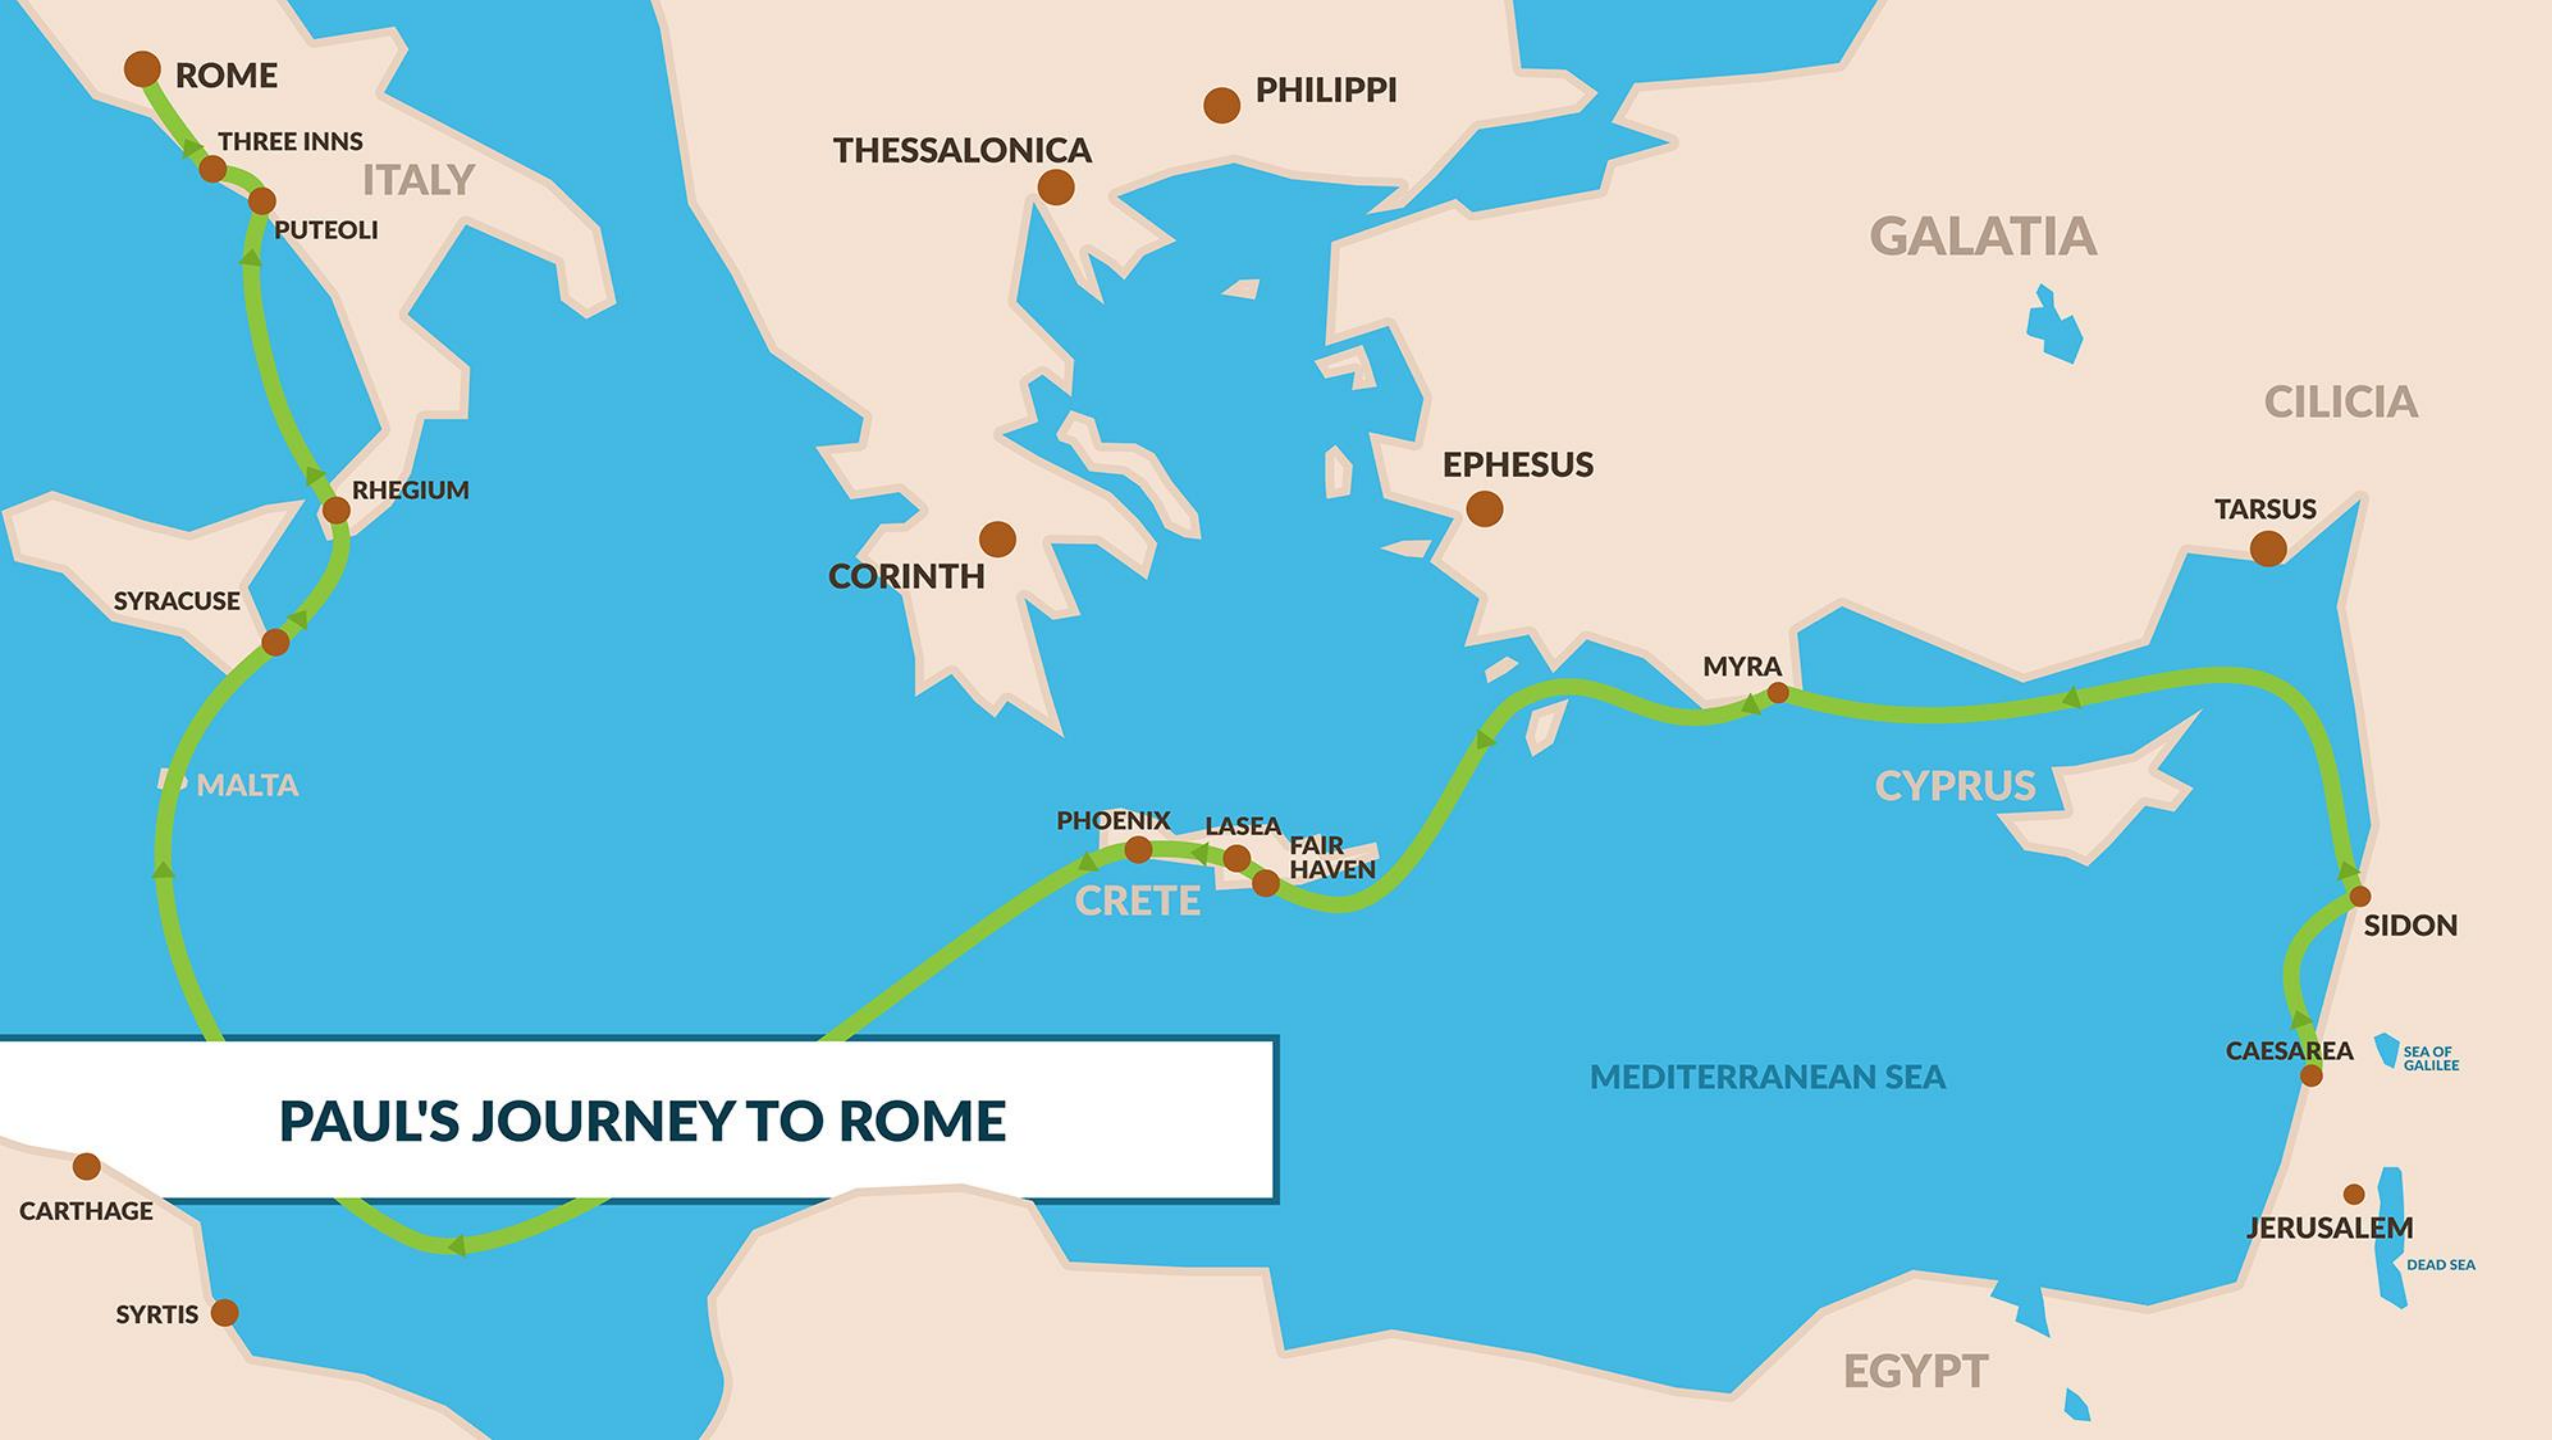 ROME
PHILIPPI
THREE INNS
THESSALONICA
ITALY
PUTEOLI
GALATIA
CILICIA
EPHESUS
RHEGIUM
TARSUS
CORINTH
SYRACUSE
MYRA
MALTA
CYPRUS
PHOENIX
LASEA
FAIR
HAVEN
CRETE
SIDON
CAESAREA
SEA OF
GALILEE
MEDITERRANEAN SEA
PAUL'S JOURNEY TO ROME
CARTHAGE
JERUSALEM
DEAD SEA
SYRTIS
EGYPT